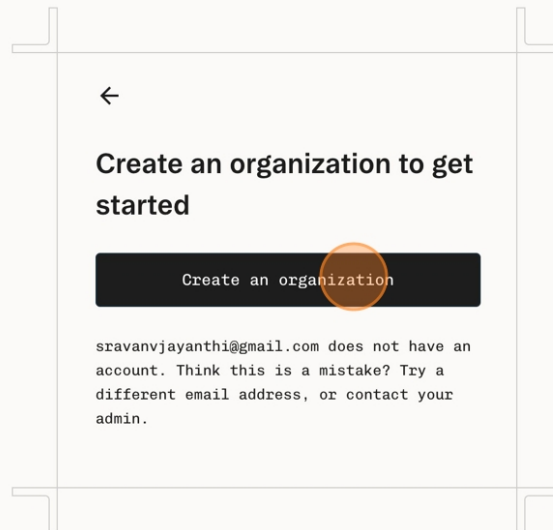 Create an organization to get
started
Create an organization
sravanvjayanthi@gmail.com does not have an
account. Think this is a mistake? Try a
different email address, or contact your
admin.